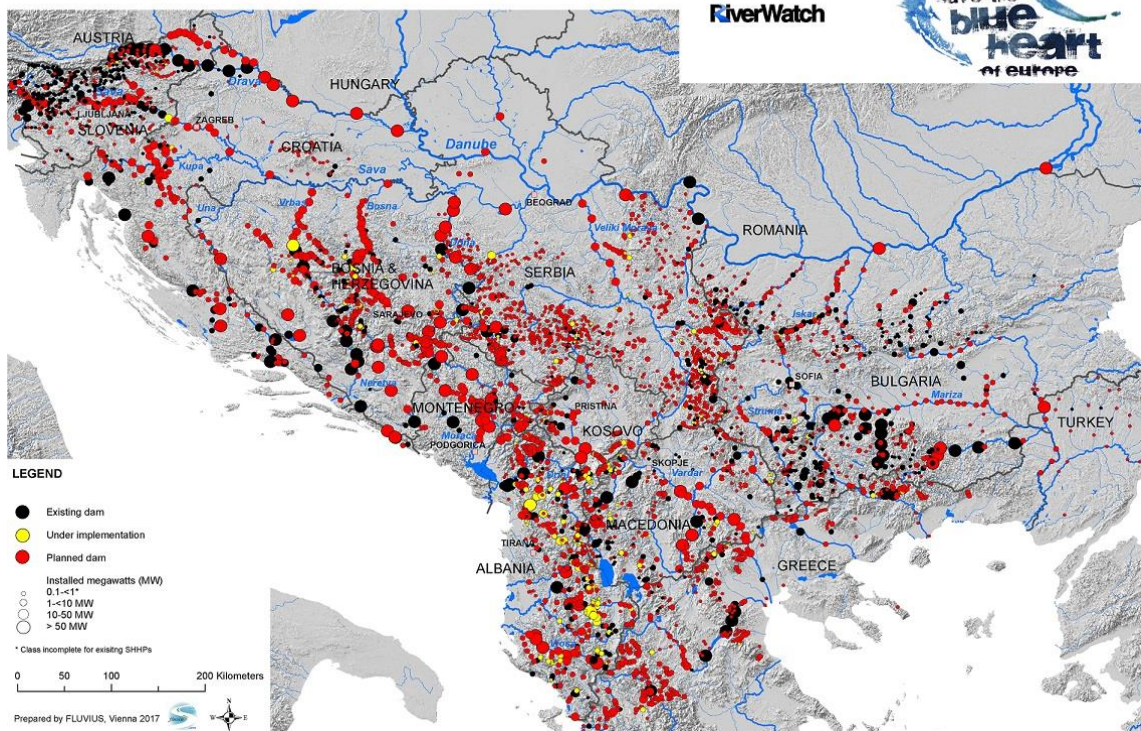 RiverWatch
blue
heart
of europe
AUSTRIA
HUNGARY
Drava
LJUBLJANA
SLOVENIA
ZAGREB
CROATIA
Danube
Kupa
Sava
Una
Vrbas
Bosna
BEOGRAD
ROMANIA
Drina
Veliki Morava
SERBIA
BOSNIA &
HERZEGOVINA
SARAJEVO
Iskar
SOFIA
BULGARIA
Neretva
Mariza
MONTENEGRO
PRISTINA
Struma
TURKEY
KOSOVO
Moraca
PODGORICA
SKOPJE
Vardar
MACEDONIA
TIRANA
ALBANIA
GREECE
LEGEND
Existing dam
Under implementation
Planned dam
Installed megawatts (MW)
0.1-<1*
1-<10 MW
10-50 MW
> 50 MW
* Class incomplete for exisitng SHHPs
0 50 100 200 Kilometers
Prepared by FLUVIUS, Vienna 2017
N
W E
S